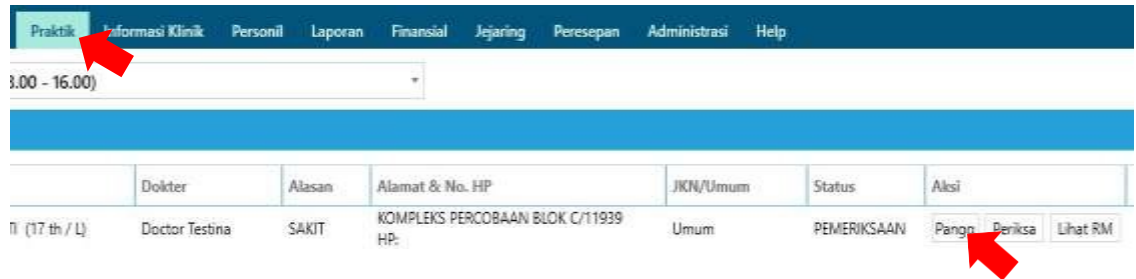 Praktik Informasi Klinik Personil Laporan Finansial Jejaring Peresepan Administrasi Help
3.00 - 16.00)
Dokter Alasan Alamat & No. HP JKN/Umum Status Aksi
(17 th / L) Doctor Testina SAKIT KOMPLEKS PERCOBAAN BLOK C/11939 Umum PEMERIKSAAN Periksa Lihat RM
HP: